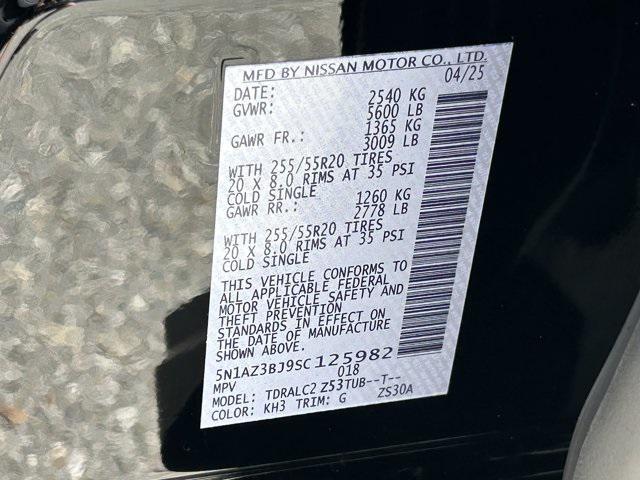 MFD BY NISSAN MOTOR CO., LTD.
DATE: 04/25
GVWR: 2540 KG
5600 LB
GAWR FR.: 1365 KG
3009 LB
WITH 255/55R20 TIRES
20 X 8.0 RIMS AT 35 PSI
COLD SINGLE
GAWR RR.: 1260 KG
2778 LB
WITH 255/55R20 TIRES
20 X 8.0 RIMS AT 35 PSI
COLD SINGLE
THIS VEHICLE CONFORMS TO
ALL APPLICABLE FEDERAL
MOTOR VEHICLE SAFETY AND
THEFT PREVENTION
STANDARDS IN EFFECT ON
THE DATE OF MANUFACTURE
SHOWN ABOVE.
5N1AZ3BJ9SC125982
MPV 018
MODEL: TDRALC2 Z53TUB--T--
COLOR: KH3 TRIM: G ZS30A